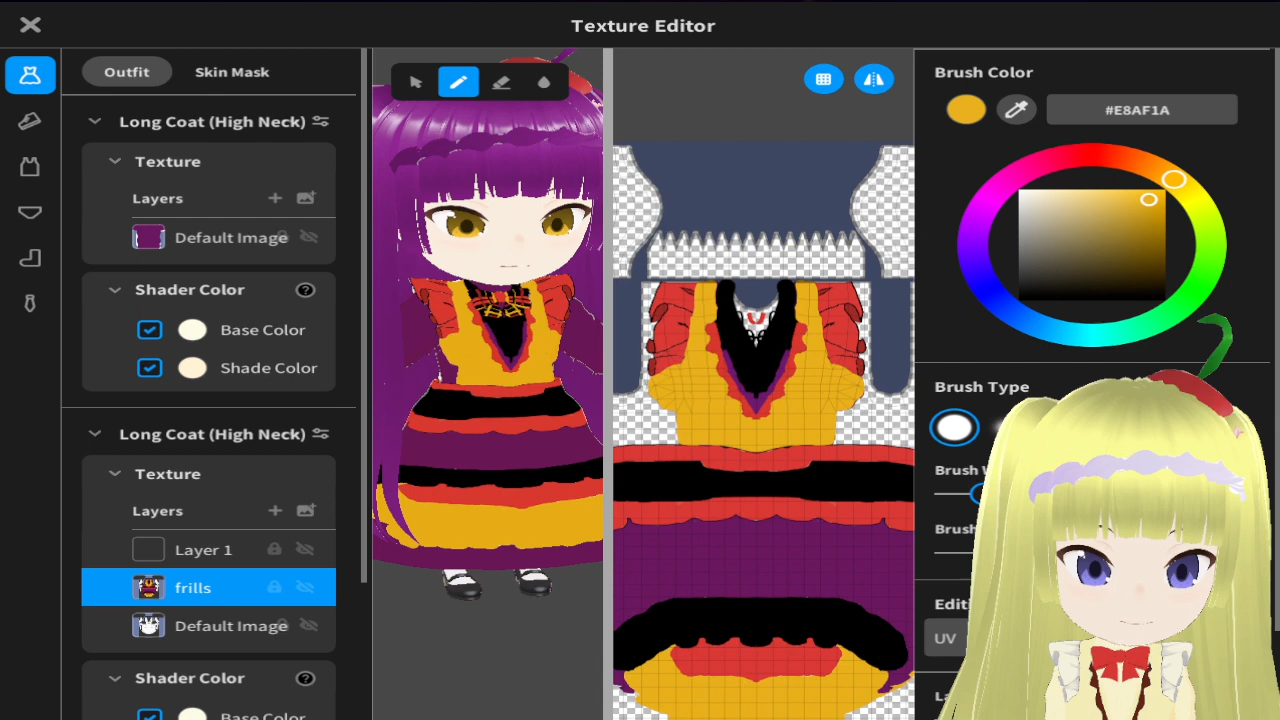 Texture Editor
Outfit
Skin Mask
Long Coat (High Neck)
Texture
Layers
Default Image
Shader Color
Base Color
Shade Color
Long Coat (High Neck)
Texture
Layers
Layer 1
frills
Default Image
Shader Color
Base Color
Brush Color
#E8AF1A
Brush Type
Brush
Brush
UV